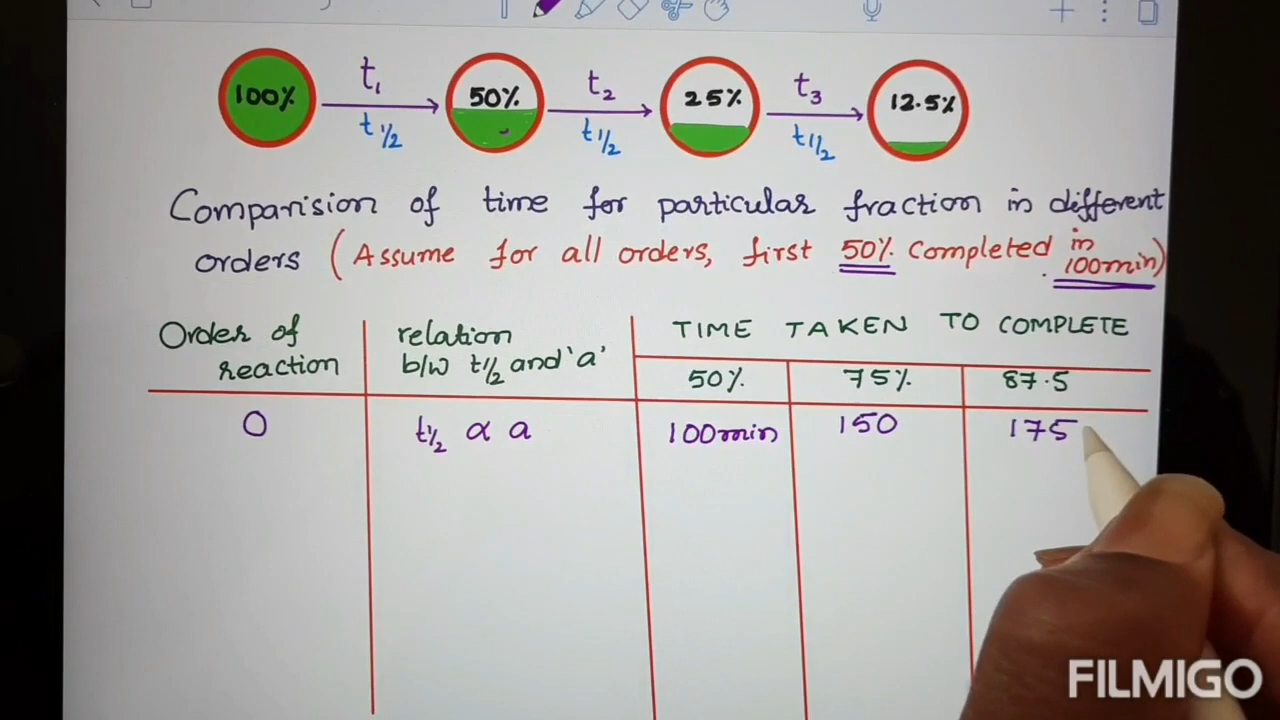 100% t₁ 50% t₂ 25% t₃ 12.5%
t½ t½ t½
Comparision of time for particular fraction in different
orders (Assume for all orders, first 50% completed in 100min)
Order of reaction relation b/w t½ and 'a' TIME TAKEN TO COMPLETE
50% 75% 87.5
0 t½ α a 100min 150 175
FILMIGO